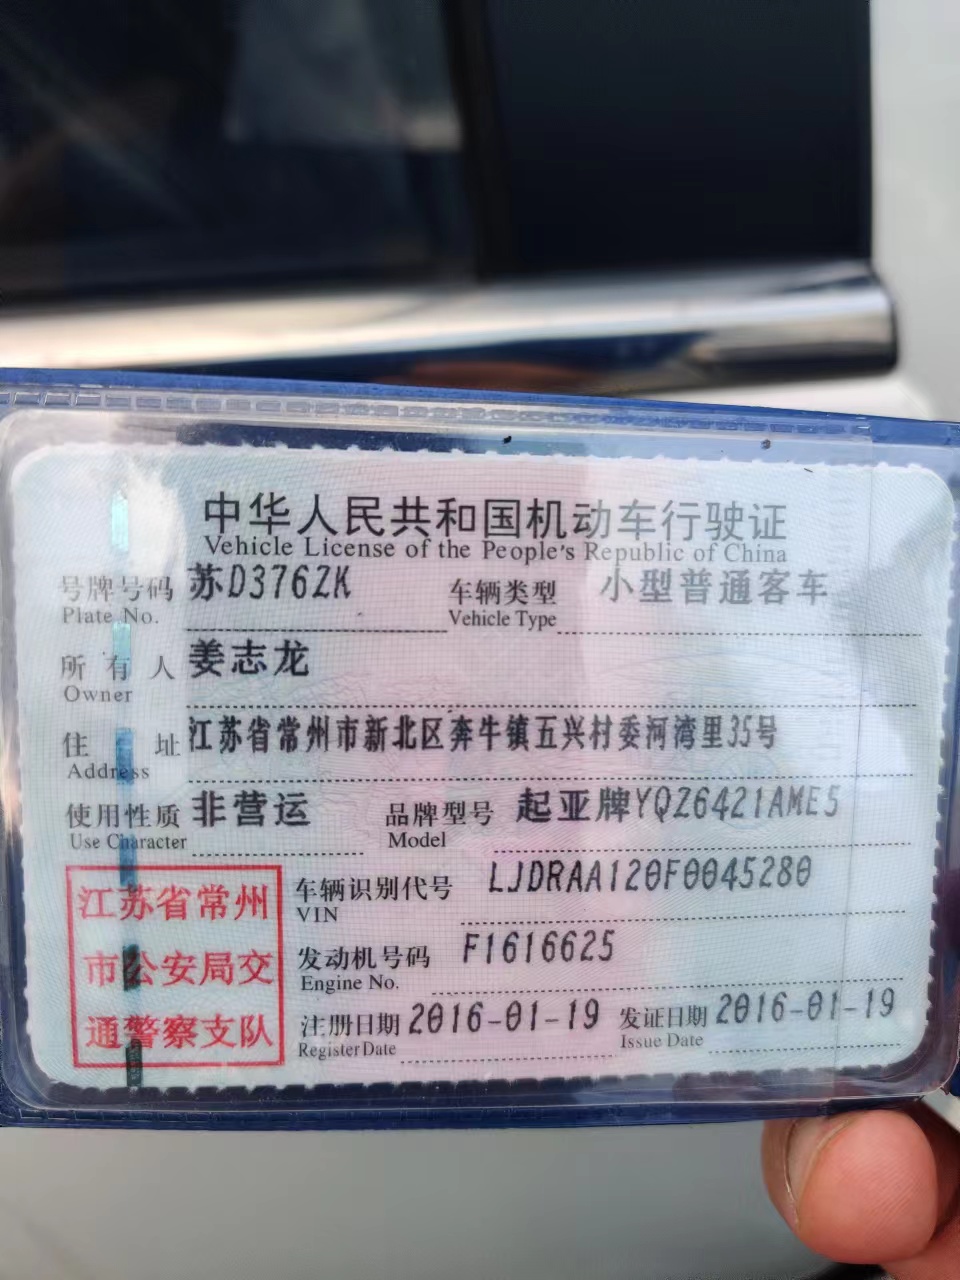 中华人民共和国机动车行驶证
Vehicle License of the People's Republic of China
号牌号码 苏D376ZK 车辆类型 小型普通客车
Plate No. Vehicle Type
所有人 姜志龙
Owner
住址 江苏省常州市新北区奔牛镇五兴村委河湾里35号
Address
使用性质 非营运 品牌型号 起亚牌YQZ6421AME5
Use Character Model
江苏省常州
市公安局交
通警察支队
车辆识别代号 LJDRAA120F0045280
VIN
发动机号码 F1616625
Engine No.
注册日期 2016-01-19 发证日期 2016-01-19
Register Date Issue Date